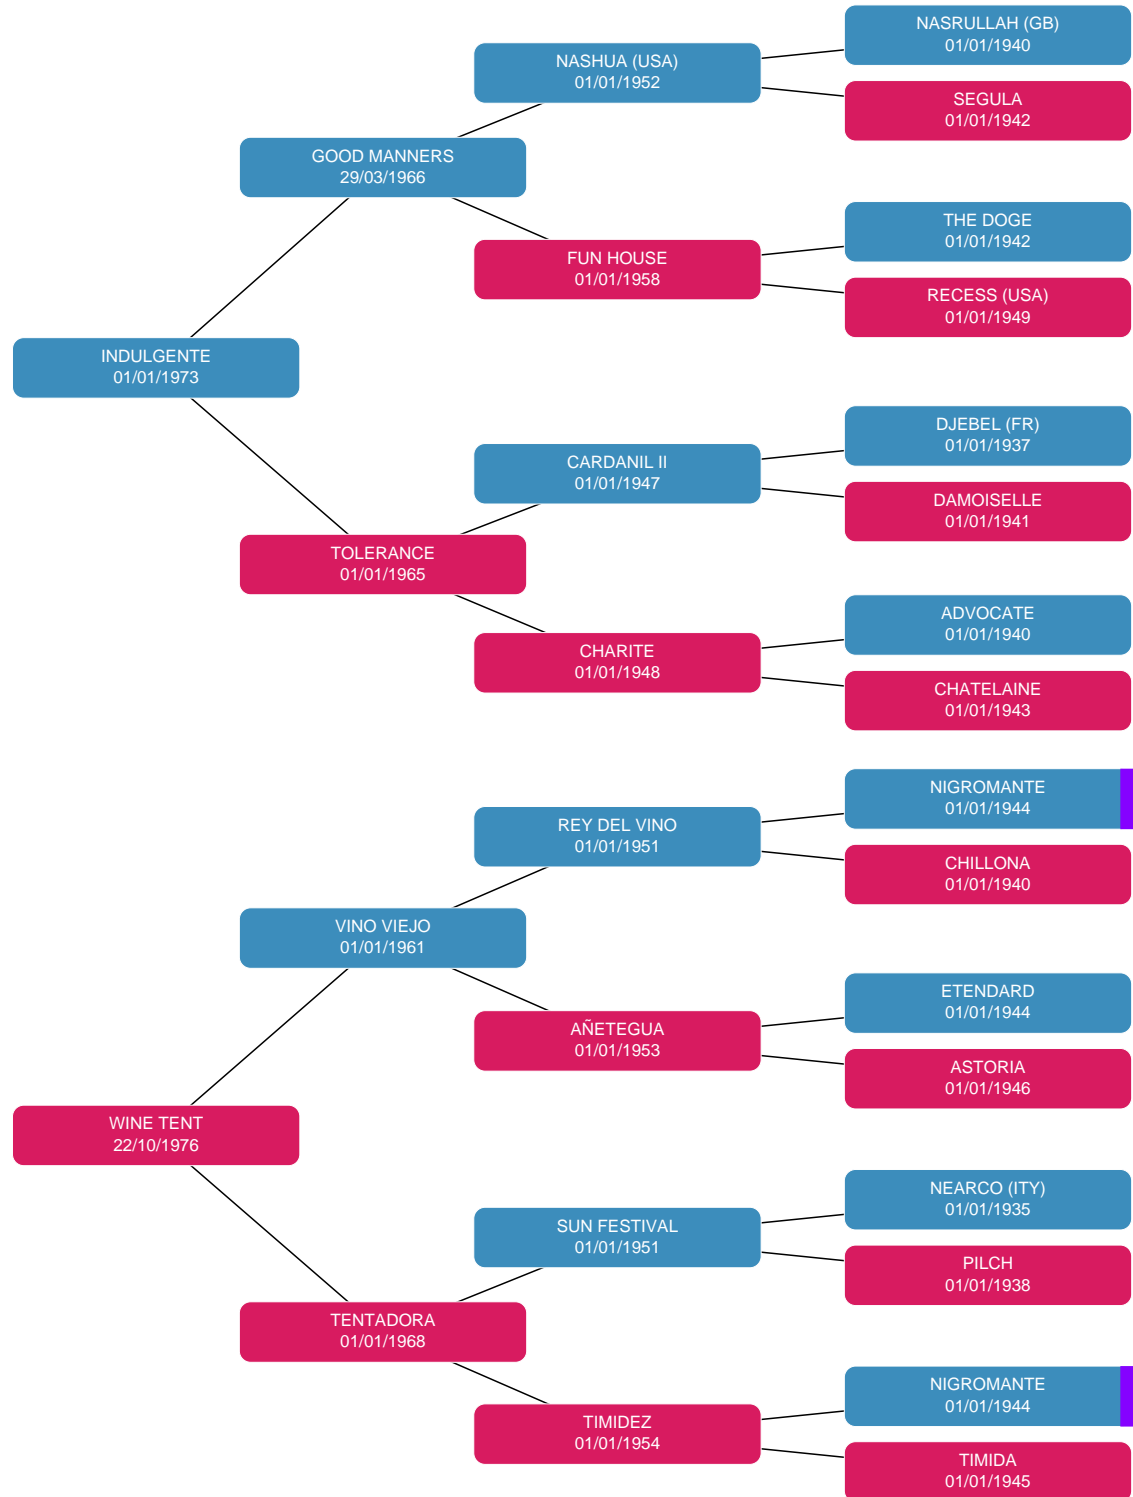 NASRULLAH (GB)
01/01/1940
NASHUA (USA)
01/01/1952
SEGULA
01/01/1942
GOOD MANNERS
29/03/1966
THE DOGE
01/01/1942
FUN HOUSE
01/01/1958
RECESS (USA)
01/01/1949
INDULGENTE
01/01/1973
DJEBEL (FR)
01/01/1937
CARDANIL II
01/01/1947
DAMOISELLE
01/01/1941
TOLERANCE
01/01/1965
ADVOCATE
01/01/1940
CHARITE
01/01/1948
CHATELAINE
01/01/1943
NIGROMANTE
01/01/1944
REY DEL VINO
01/01/1951
CHILLONA
01/01/1940
VINO VIEJO
01/01/1961
ETENDARD
01/01/1944
AÑETEGUA
01/01/1953
ASTORIA
01/01/1946
WINE TENT
22/10/1976
NEARCO (ITY)
01/01/1935
SUN FESTIVAL
01/01/1951
PILCH
01/01/1938
TENTADORA
01/01/1968
NIGROMANTE
01/01/1944
TIMIDEZ
01/01/1954
TIMIDA
01/01/1945